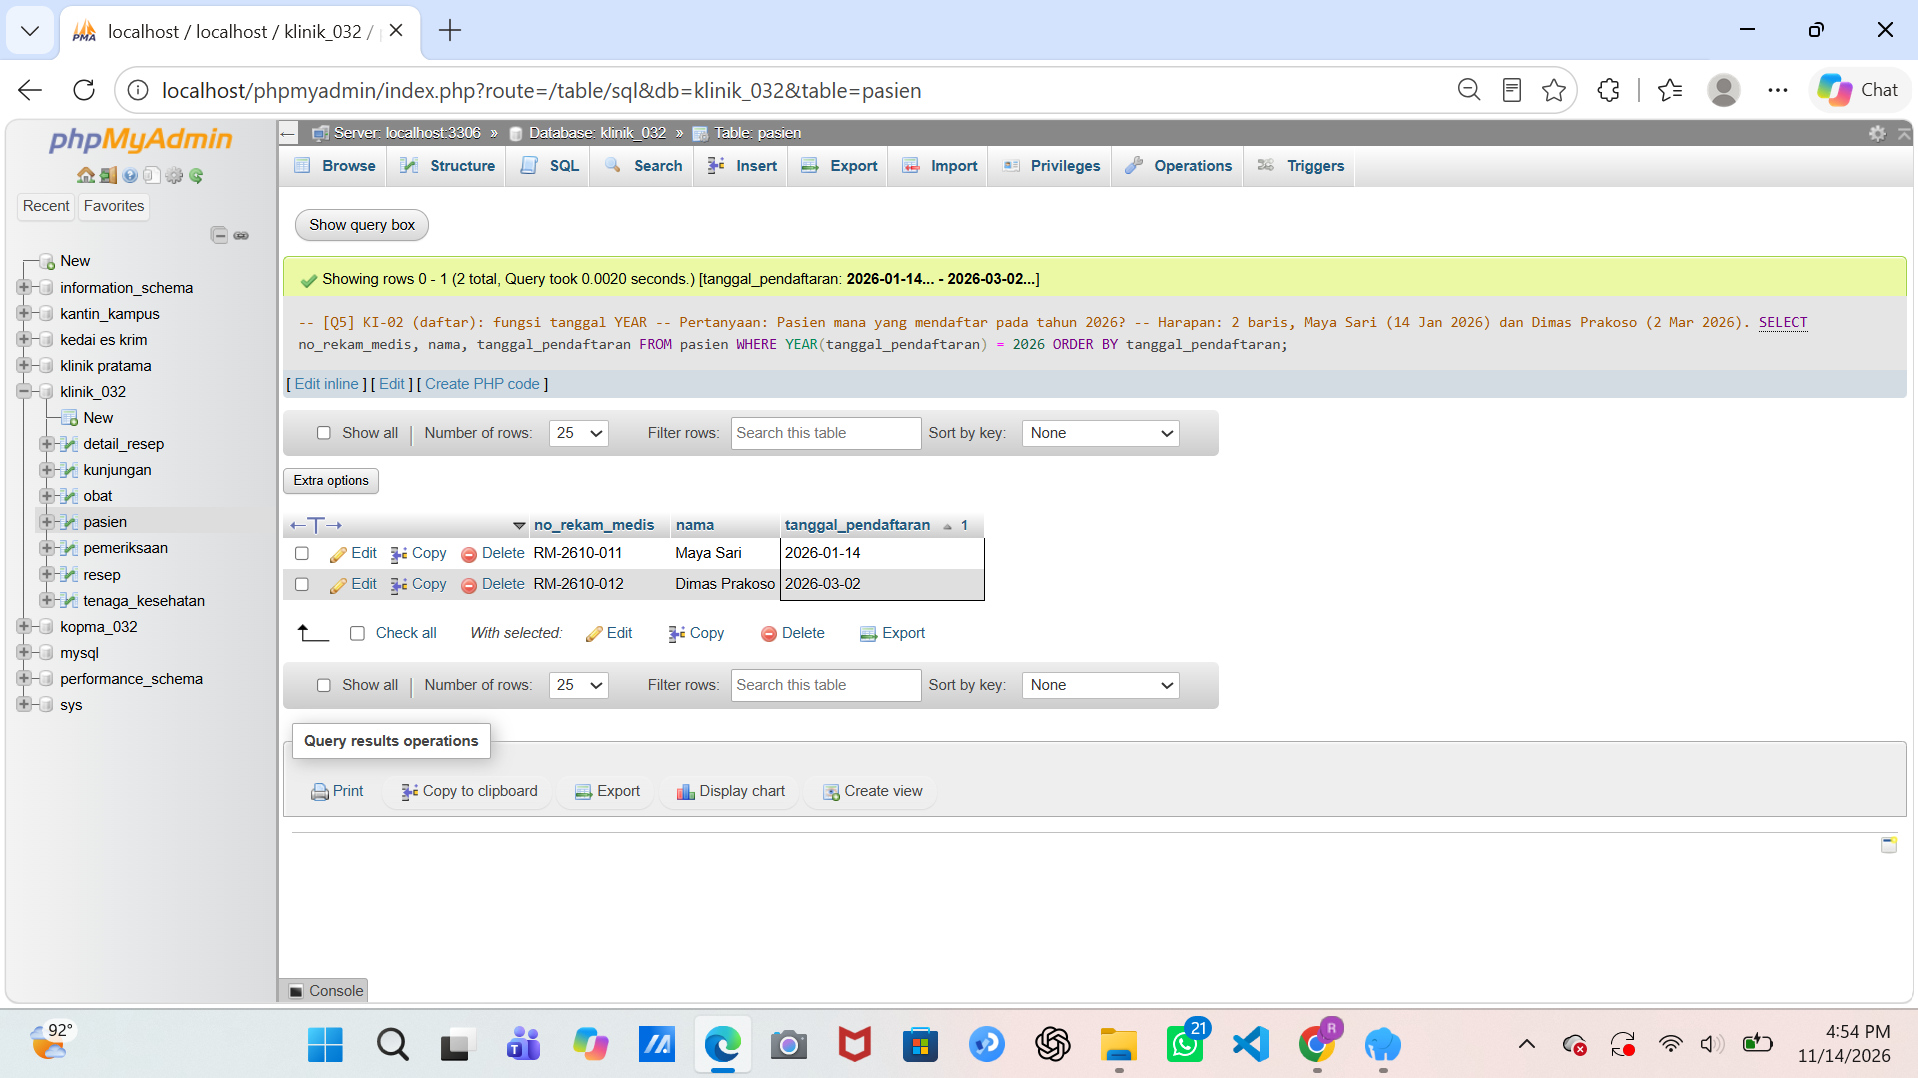 localhost / localhost / klinik_032 /
localhost/phpmyadmin/index.php?route=/table/sql&db=klinik_032&table=pasien
Chat
phpMyAdmin
Recent
Favorites
New
information_schema
kantin_kampus
kedai es krim
klinik pratama
klinik_032
New
detail_resep
kunjungan
obat
pasien
pemeriksaan
resep
tenaga_kesehatan
kopma_032
mysql
performance_schema
sys
Server: localhost:3306 » Database: klinik_032 » Table: pasien
Browse Structure SQL Search Insert Export Import Privileges Operations Triggers
Show query box
Showing rows 0 - 1 (2 total, Query took 0.0020 seconds.) [tanggal_pendaftaran: 2026-01-14... - 2026-03-02...]
-- [Q5] KI-02 (daftar): fungsi tanggal YEAR -- Pertanyaan: Pasien mana yang mendaftar pada tahun 2026? -- Harapan: 2 baris, Maya Sari (14 Jan 2026) dan Dimas Prakoso (2 Mar 2026). SELECT
no_rekam_medis, nama, tanggal_pendaftaran FROM pasien WHERE YEAR(tanggal_pendaftaran) = 2026 ORDER BY tanggal_pendaftaran;
[ Edit inline ] [ Edit ] [ Create PHP code ]
Show all | Number of rows: 25 Filter rows: Search this table Sort by key: None
Extra options
←T→ no_rekam_medis nama tanggal_pendaftaran 1
Edit Copy Delete RM-2610-011 Maya Sari 2026-01-14
Edit Copy Delete RM-2610-012 Dimas Prakoso 2026-03-02
Check all With selected: Edit Copy Delete Export
Show all | Number of rows: 25 Filter rows: Search this table Sort by key: None
Query results operations
Print Copy to clipboard Export Display chart Create view
Console
92°
21
R
4:54 PM
11/14/2026